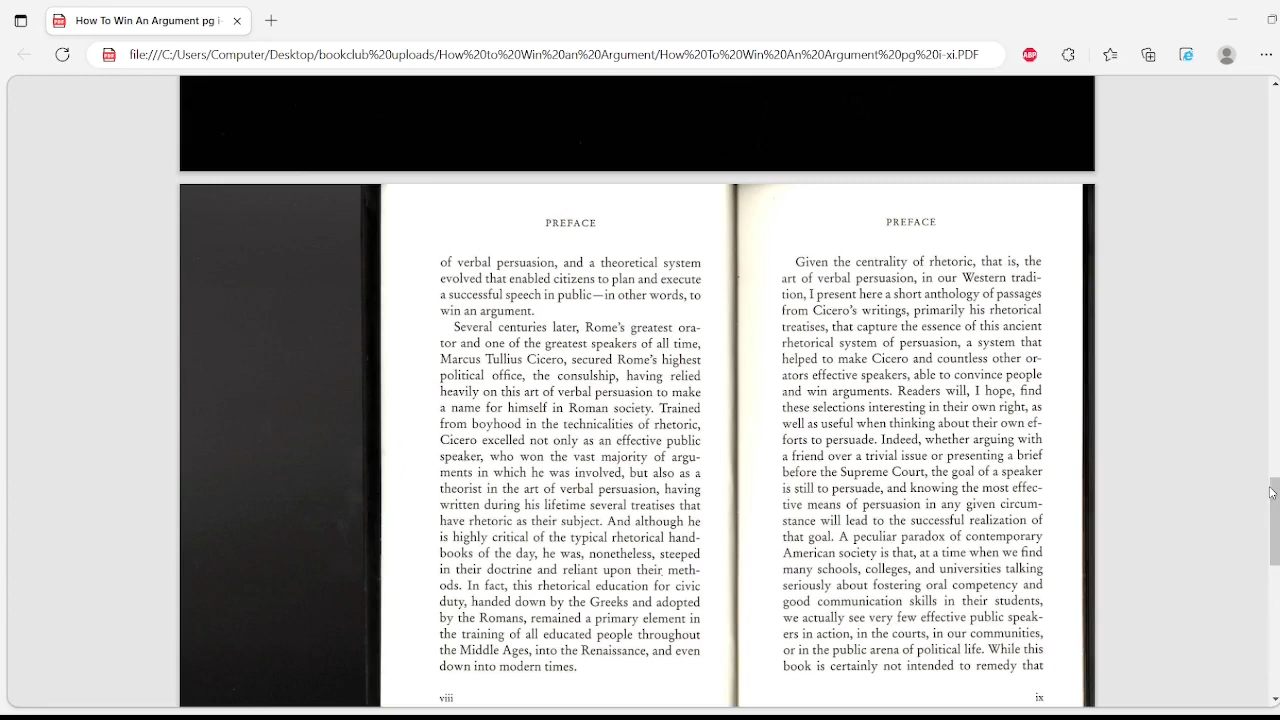 How To Win An Argument pg i
file:///C:/Users/Computer/Desktop/bookclub%20uploads/How%20to%20Win%20an%20Argument/How%20To%20Win%20An%20Argument%20pg%20i-xi.PDF
ABP
PREFACE
of verbal persuasion, and a theoretical system
evolved that enabled citizens to plan and execute
a successful speech in public—in other words, to
win an argument.
Several centuries later, Rome's greatest ora-
tor and one of the greatest speakers of all time,
Marcus Tullius Cicero, secured Rome's highest
political office, the consulship, having relied
heavily on this art of verbal persuasion to make
a name for himself in Roman society. Trained
from boyhood in the technicalities of rhetoric,
Cicero excelled not only as an effective public
speaker, who won the vast majority of argu-
ments in which he was involved, but also as a
theorist in the art of verbal persuasion, having
written during his lifetime several treatises that
have rhetoric as their subject. And although he
is highly critical of the typical rhetorical hand-
books of the day, he was, nonetheless, steeped
in their doctrine and reliant upon their meth-
ods. In fact, this rhetorical education for civic
duty, handed down by the Greeks and adopted
by the Romans, remained a primary element in
the training of all educated people throughout
the Middle Ages, into the Renaissance, and even
down into modern times.
viii
PREFACE
Given the centrality of rhetoric, that is, the
art of verbal persuasion, in our Western tradi-
tion, I present here a short anthology of passages
from Cicero's writings, primarily his rhetorical
treatises, that capture the essence of this ancient
rhetorical system of persuasion, a system that
helped to make Cicero and countless other or-
ators effective speakers, able to convince people
and win arguments. Readers will, I hope, find
these selections interesting in their own right, as
well as useful when thinking about their own ef-
forts to persuade. Indeed, whether arguing with
a friend over a trivial issue or presenting a brief
before the Supreme Court, the goal of a speaker
is still to persuade, and knowing the most effec-
tive means of persuasion in any given circum-
stance will lead to the successful realization of
that goal. A peculiar paradox of contemporary
American society is that, at a time when we find
many schools, colleges, and universities talking
seriously about fostering oral competency and
good communication skills in their students,
we actually see very few effective public speak-
ers in action, in the courts, in our communities,
or in the public arena of political life. While this
book is certainly not intended to remedy that
ix